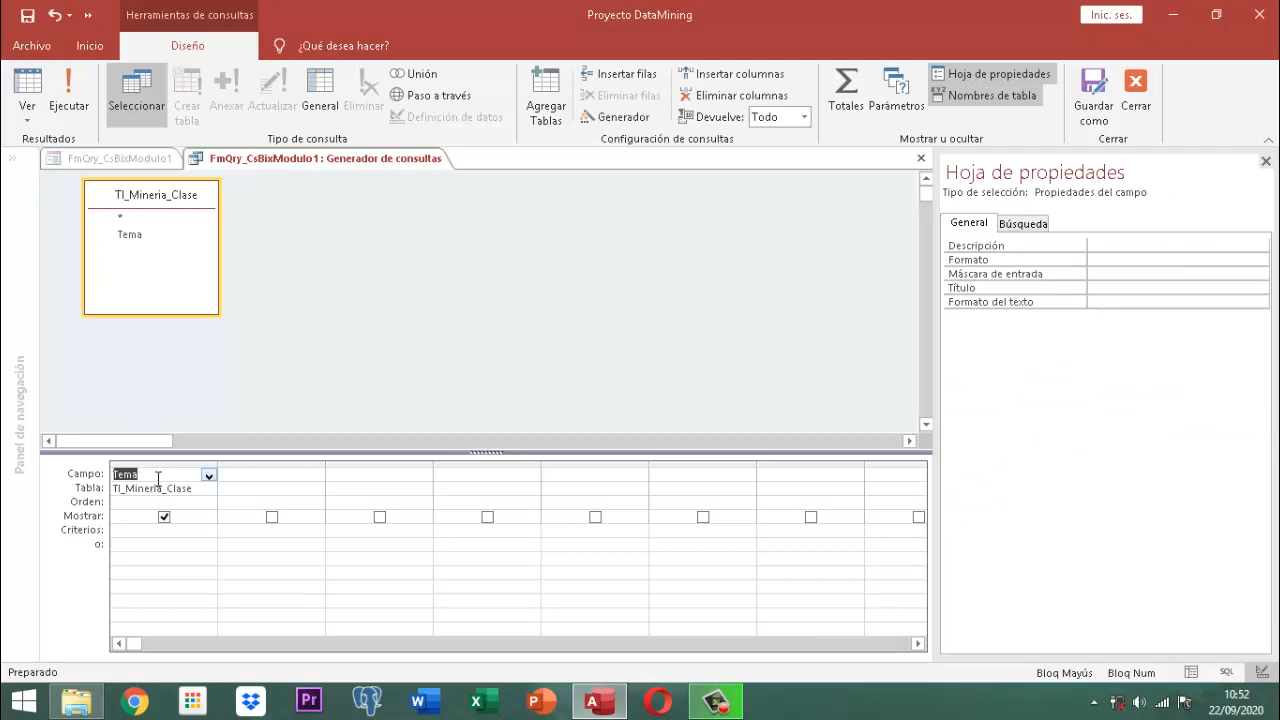 Herramientas de consultas
Proyecto DataMining
Inic. ses.
Archivo
Inicio
Diseño
¿Qué desea hacer?
Ver
Ejecutar
Resultados
Seleccionar
Crear tabla
Anexar
Actualizar
General
Eliminar
Unión
Paso a través
Definición de datos
Tipo de consulta
Agregar Tablas
Insertar filas
Eliminar filas
Generador
Insertar columnas
Eliminar columnas
Devuelve: Todo
Configuración de consultas
Totales
Parámetros
Hoja de propiedades
Nombres de tabla
Mostrar u ocultar
Guardar como
Cerrar
Cerrar
FmQry_CsBixModulo1
FmQry_CsBixModulo1 : Generador de consultas
Panel de navegación
Tl_Mineria_Clase
*
Tema
Campo: Tema
Tabla: Tl_Mineria_Clase
Orden:
Mostrar:
Criterios:
o:
Hoja de propiedades
Tipo de selección: Propiedades del campo
General
Búsqueda
Descripción
Formato
Máscara de entrada
Título
Formato del texto
Preparado
Bloq Mayús
Bloq Num
SQL
10:52
22/09/2020